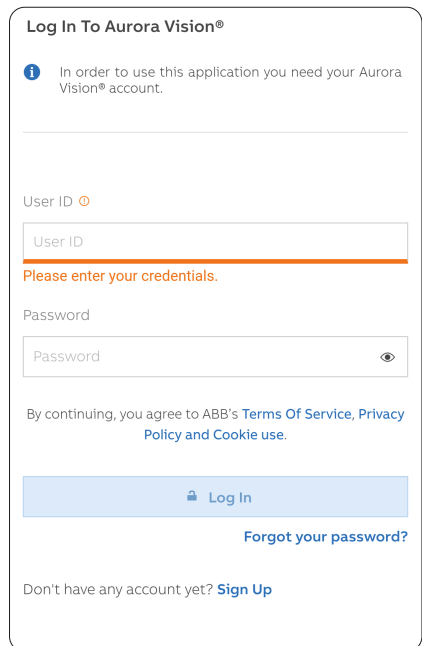 Log In To Aurora Vision®
In order to use this application you need your Aurora
Vision® account.
User ID
User ID
Please enter your credentials.
Password
Password
By continuing, you agree to ABB's Terms Of Service, Privacy
Policy and Cookie use.
Log In
Forgot your password?
Don't have any account yet? Sign Up